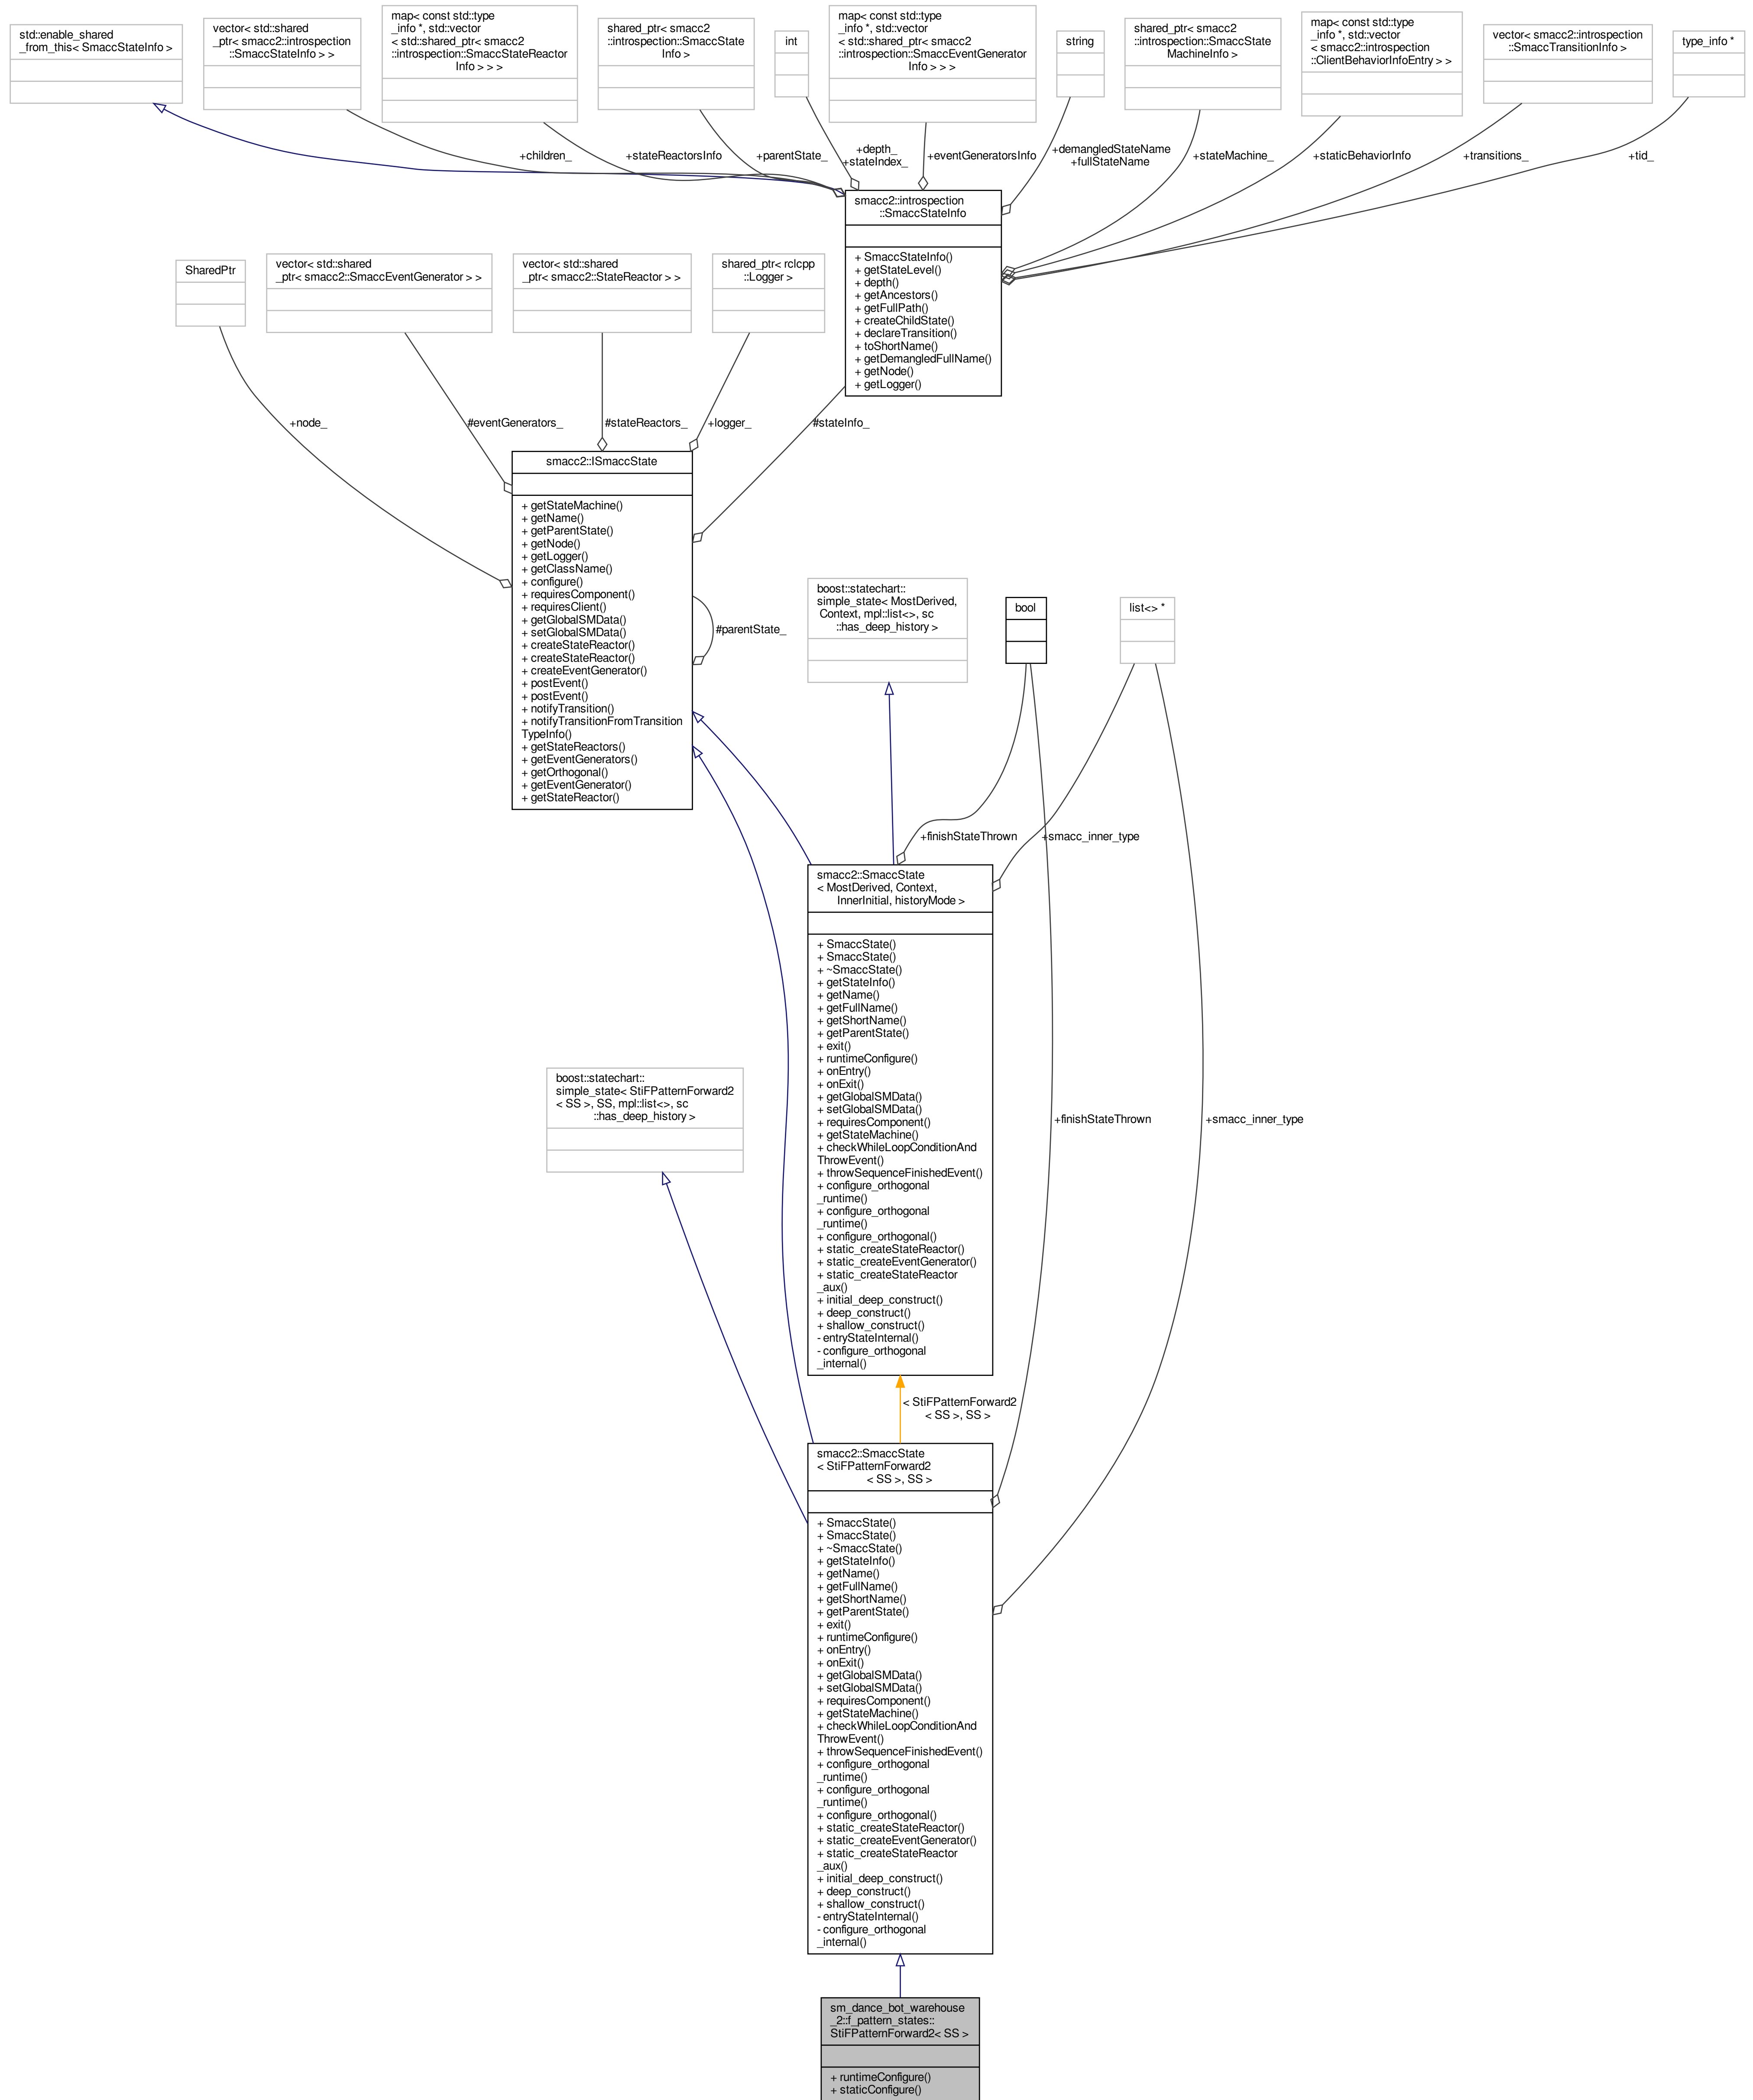 std::enable_shared
_from_this< SmaccStateInfo >
vector< std::shared
_ptr< smacc2::introspection
::SmaccStateInfo > >
map< const std::type
_info *, std::vector
< std::shared_ptr< smacc2
::introspection::SmaccStateReactor
Info > > >
shared_ptr< smacc2
::introspection::SmaccState
Info >
int
map< const std::type
_info *, std::vector
< std::shared_ptr< smacc2
::introspection::SmaccEventGenerator
Info > > >
string
shared_ptr< smacc2
::introspection::SmaccState
MachineInfo >
map< const std::type
_info *, std::vector
< smacc2::introspection
::ClientBehaviorInfoEntry > >
vector< smacc2::introspection
::SmaccTransitionInfo >
type_info *
+children_
+stateReactorsInfo
+parentState_
+depth_
+stateIndex_
+eventGeneratorsInfo
+demangledStateName
+fullStateName
+stateMachine_
+staticBehaviorInfo
+transitions_
+tid_
smacc2::introspection
::SmaccStateInfo
+ SmaccStateInfo()
+ getStateLevel()
+ depth()
+ getAncestors()
+ getFullPath()
+ createChildState()
+ declareTransition()
+ toShortName()
+ getDemangledFullName()
+ getNode()
+ getLogger()
SharedPtr
vector< std::shared
_ptr< smacc2::SmaccEventGenerator > >
vector< std::shared
_ptr< smacc2::StateReactor > >
shared_ptr< rclcpp
::Logger >
+node_
#eventGenerators_
#stateReactors_
+logger_
#stateInfo_
smacc2::ISmaccState
+ getStateMachine()
+ getName()
+ getParentState()
+ getNode()
+ getLogger()
+ getClassName()
+ configure()
+ requiresComponent()
+ requiresClient()
+ getGlobalSMData()
+ setGlobalSMData()
+ createStateReactor()
+ createStateReactor()
+ createEventGenerator()
+ postEvent()
+ postEvent()
+ notifyTransition()
+ notifyTransitionFromTransition
TypeInfo()
+ getStateReactors()
+ getEventGenerators()
+ getOrthogonal()
+ getEventGenerator()
+ getStateReactor()
#parentState_
boost::statechart::
simple_state< MostDerived,
Context, mpl::list<>, sc
::has_deep_history >
bool
list<> *
+finishStateThrown
+smacc_inner_type
smacc2::SmaccState
< MostDerived, Context,
InnerInitial, historyMode >
+ SmaccState()
+ SmaccState()
+ ~SmaccState()
+ getStateInfo()
+ getName()
+ getFullName()
+ getShortName()
+ getParentState()
+ exit()
+ runtimeConfigure()
+ onEntry()
+ onExit()
+ getGlobalSMData()
+ setGlobalSMData()
+ requiresComponent()
+ getStateMachine()
+ checkWhileLoopConditionAnd
ThrowEvent()
+ throwSequenceFinishedEvent()
+ configure_orthogonal
_runtime()
+ configure_orthogonal
_runtime()
+ configure_orthogonal()
+ static_createStateReactor()
+ static_createEventGenerator()
+ static_createStateReactor
_aux()
+ initial_deep_construct()
+ deep_construct()
+ shallow_construct()
- entryStateInternal()
- configure_orthogonal
_internal()
boost::statechart::
simple_state< StiFPatternForward2
< SS >, SS, mpl::list<>, sc
::has_deep_history >
+finishStateThrown
+smacc_inner_type
< StiFPatternForward2
< SS >, SS >
smacc2::SmaccState
< StiFPatternForward2
< SS >, SS >
+ SmaccState()
+ SmaccState()
+ ~SmaccState()
+ getStateInfo()
+ getName()
+ getFullName()
+ getShortName()
+ getParentState()
+ exit()
+ runtimeConfigure()
+ onEntry()
+ onExit()
+ getGlobalSMData()
+ setGlobalSMData()
+ requiresComponent()
+ getStateMachine()
+ checkWhileLoopConditionAnd
ThrowEvent()
+ throwSequenceFinishedEvent()
+ configure_orthogonal
_runtime()
+ configure_orthogonal
_runtime()
+ configure_orthogonal()
+ static_createStateReactor()
+ static_createEventGenerator()
+ static_createStateReactor
_aux()
+ initial_deep_construct()
+ deep_construct()
+ shallow_construct()
- entryStateInternal()
- configure_orthogonal
_internal()
sm_dance_bot_warehouse
_2::f_pattern_states::
StiFPatternForward2< SS >
+ runtimeConfigure()
+ staticConfigure()